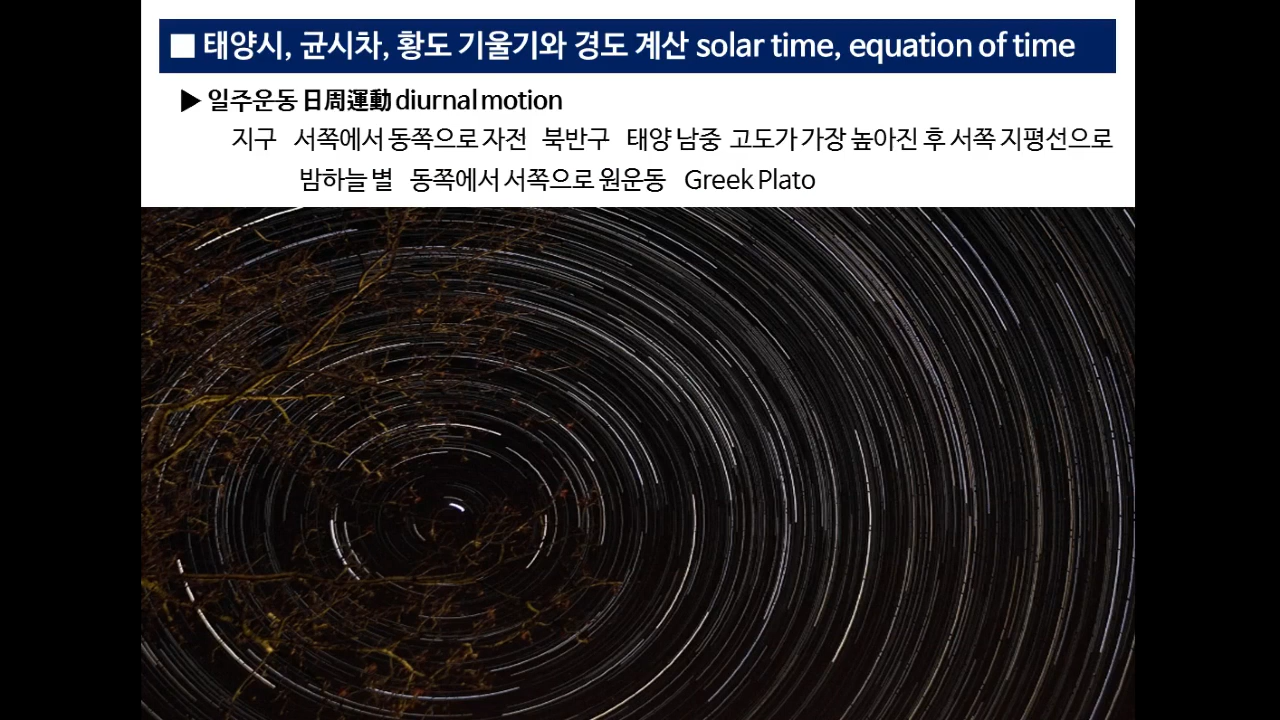 ■ 태양시, 균시차, 황도 기울기와 경도 계산 solar time, equation of time
▶ 일주운동 日周運動 diurnal motion
지구 서쪽에서 동쪽으로 자전 북반구 태양 남중 고도가 가장 높아진 후 서쪽 지평선으로
밤하늘 별 동쪽에서 서쪽으로 원운동 Greek Plato